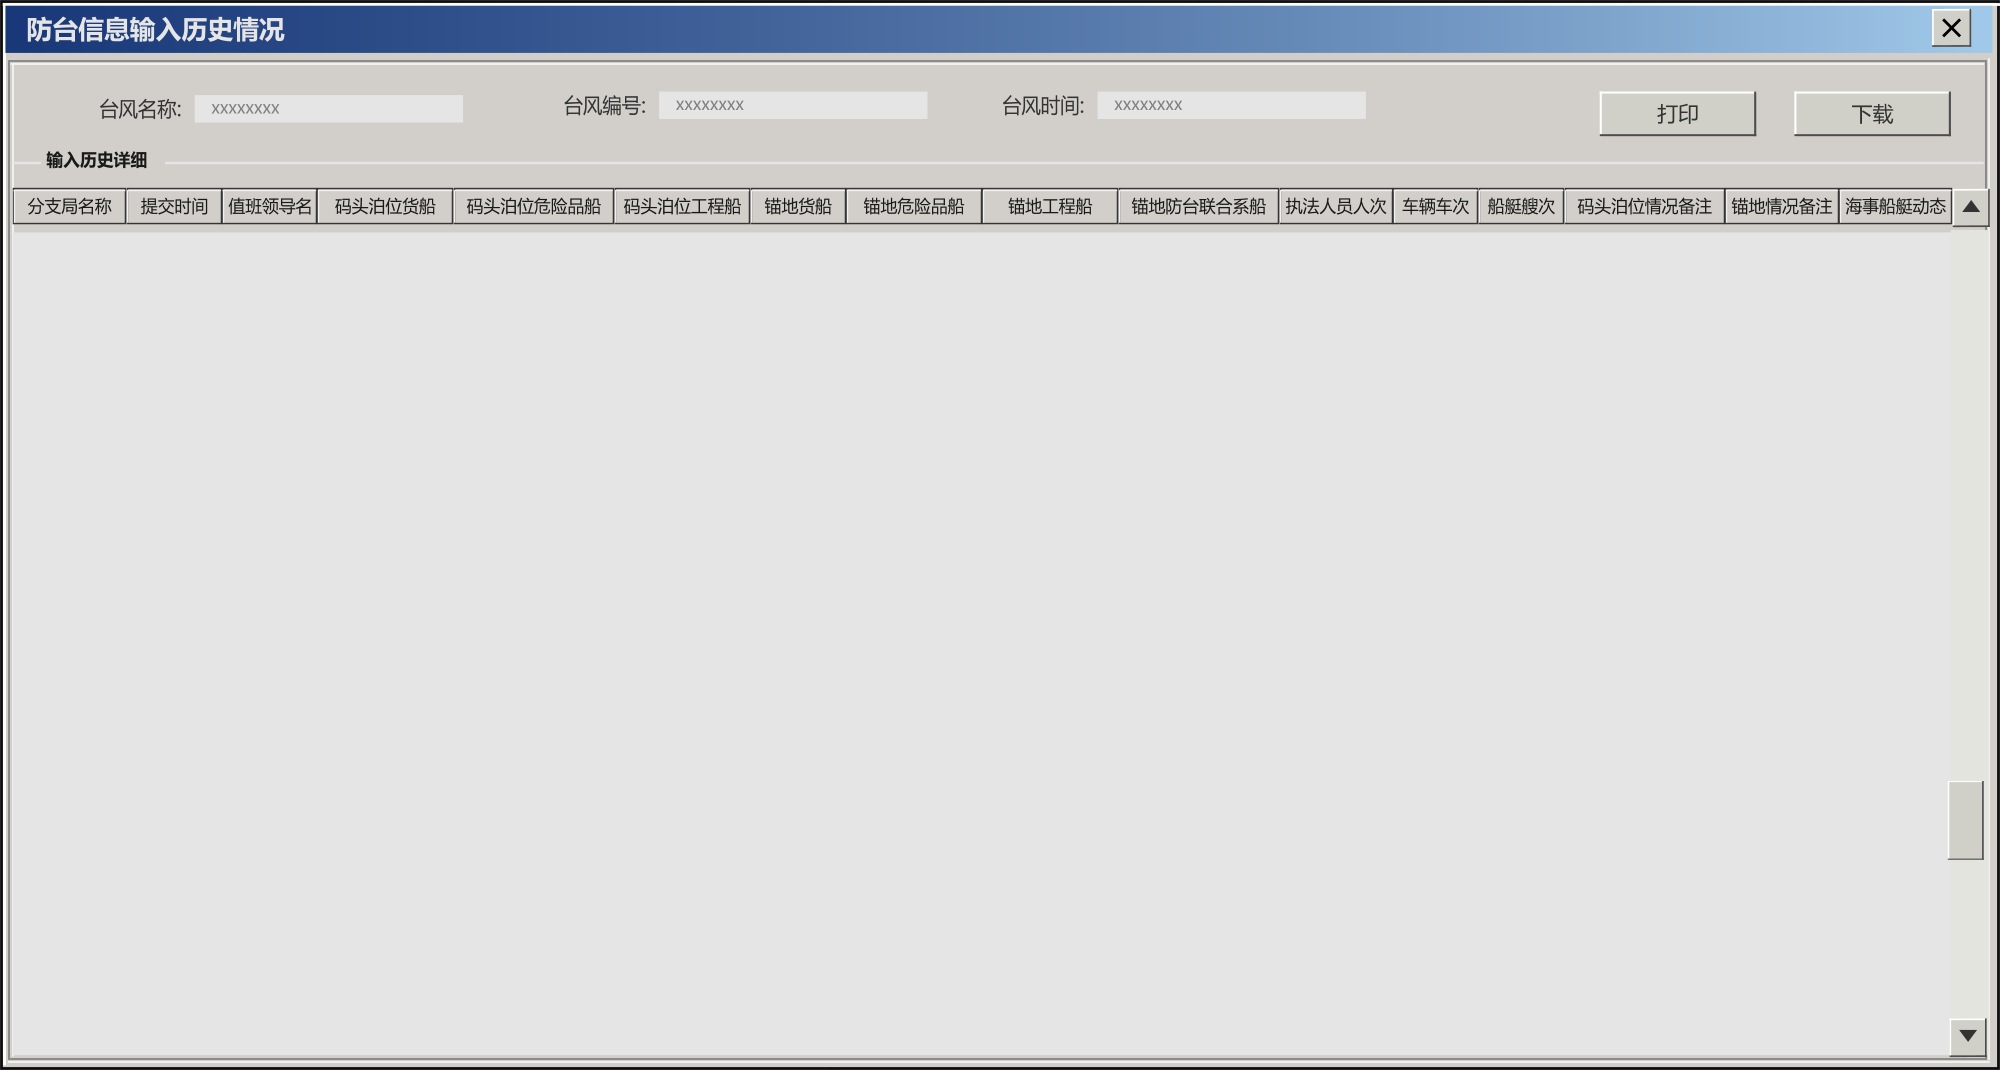 防台信息输入历史情况
台风名称: xxxxxxxx 台风编号: xxxxxxxx 台风时间: xxxxxxxx 打印 下载
输入历史详细
分支局名称 提交时间 值班领导名 码头泊位货船 码头泊位危险品船 码头泊位工程船 锚地货船 锚地危险品船 锚地工程船 锚地防台联合系船 执法人员人次 车辆车次 船艇艘次 码头泊位情况备注 锚地情况备注 海事船艇动态